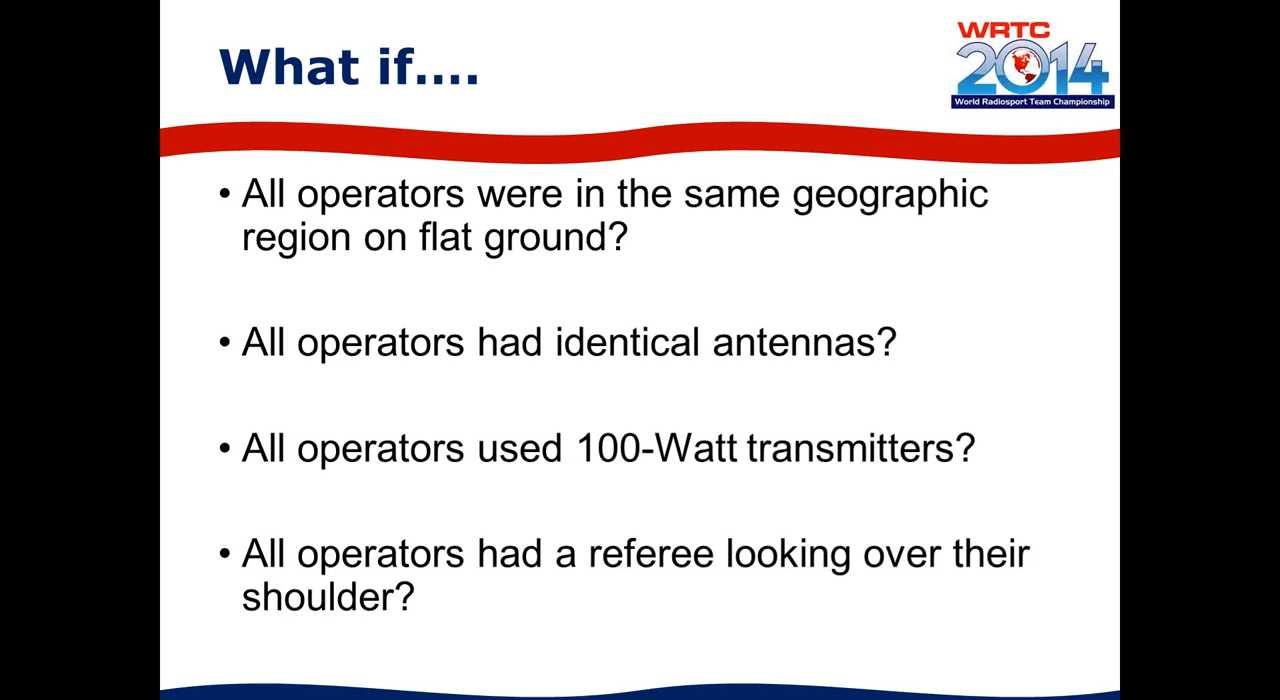 What if....
WRTC
2014
World Radiosport Team Championship
• All operators were in the same geographic
region on flat ground?
• All operators had identical antennas?
• All operators used 100-Watt transmitters?
• All operators had a referee looking over their
shoulder?